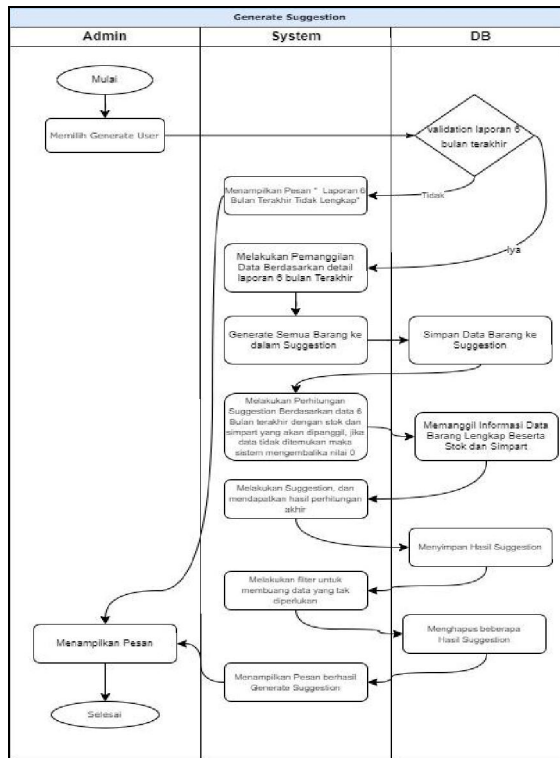 Generate Suggestion
Admin
System
DB
Mulai
Memilih Generate User
validation laporan 6
bulan terakhir
Tidak
Iya
Menampilkan Pesan " Laporan 6
Bulan Terakhir Tidak Lengkap"
Melakukan Pemanggilan
Data Berdasarkan detail
laporan 6 bulan Terakhir
Generate Semua Barang ke
dalam Suggestion
Simpan Data Barang ke
Suggestion
Melakukan Perhitungan
Suggestion Berdasarkan data 6
Bulan terakhir dengan stok dan
simpart yang akan dipanggil, jika
data tidak ditemukan maka
sistem mengembalika nilai 0
Memanggil Informasi Data
Barang Lengkap Beserta
Stok dan Simpart
Melakukan Suggestion, dan
mendapatkan hasil perhitungan
akhir
Menyimpan Hasil Suggestion
Melakukan filter untuk
membuang data yang tak
diperlukan
Menghapus beberapa
Hasil Suggestion
Menampilkan Pesan berhasil
Generate Suggestion
Menampilkan Pesan
Selesai